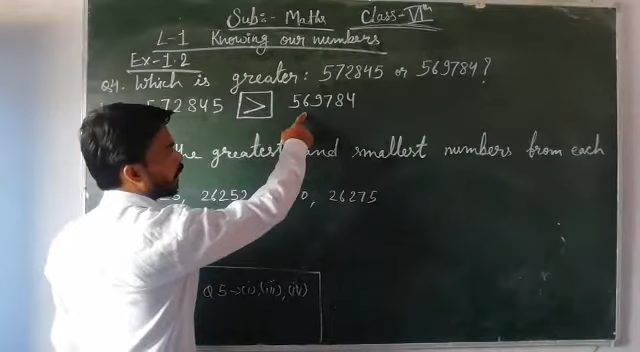 Sub:- Maths Class-VIth
L-1 Knowing our numbers
Ex-1.2
Q4. Which is greater: 572845 or 569784?
572845 > 569784
the greatest and smallest numbers from each
, 26252 , 26275
Q5→(i),(iii),(iv)